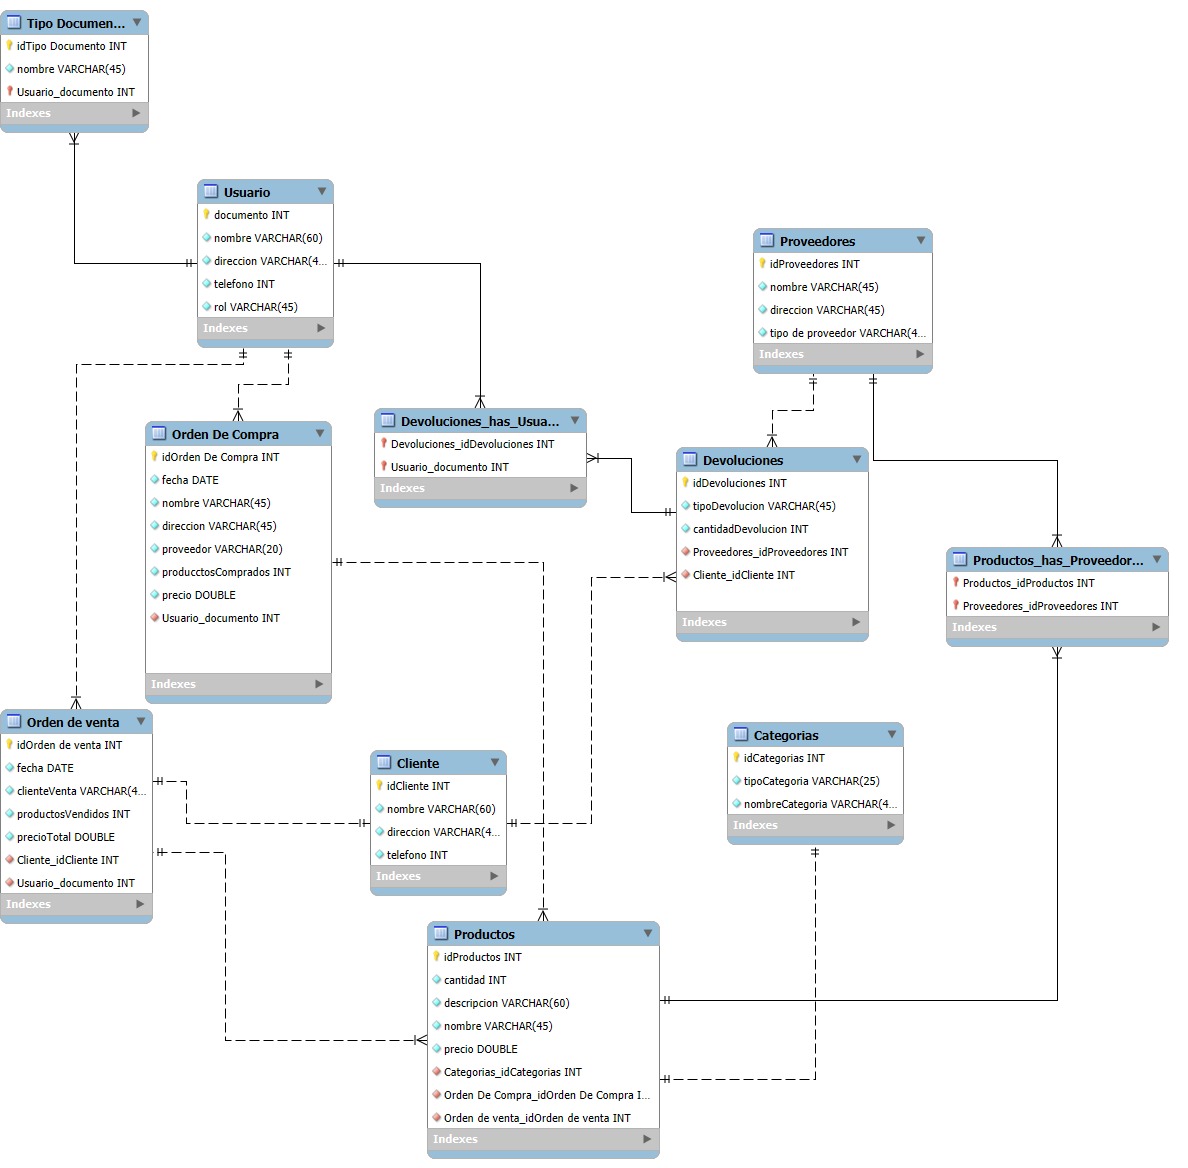 Tipo Documen...
idTipo Documento INT
nombre VARCHAR(45)
Usuario_documento INT
Indexes
Usuario
documento INT
nombre VARCHAR(60)
direccion VARCHAR(4...
telefono INT
rol VARCHAR(45)
Indexes
Proveedores
idProveedores INT
nombre VARCHAR(45)
direccion VARCHAR(45)
tipo de proveedor VARCHAR(4...
Indexes
Orden De Compra
idOrden De Compra INT
fecha DATE
nombre VARCHAR(45)
direccion VARCHAR(45)
proveedor VARCHAR(20)
producctosComprados INT
precio DOUBLE
Usuario_documento INT
Indexes
Devoluciones_has_Usua...
Devoluciones_idDevoluciones INT
Usuario_documento INT
Indexes
Devoluciones
idDevoluciones INT
tipoDevolucion VARCHAR(45)
cantidadDevolucion INT
Proveedores_idProveedores INT
Cliente_idCliente INT
Indexes
Productos_has_Proveedor...
Productos_idProductos INT
Proveedores_idProveedores INT
Indexes
Orden de venta
idOrden de venta INT
fecha DATE
clienteVenta VARCHAR(4...
productosVendidos INT
precioTotal DOUBLE
Cliente_idCliente INT
Usuario_documento INT
Indexes
Cliente
idCliente INT
nombre VARCHAR(60)
direccion VARCHAR(4...
telefono INT
Indexes
Categorias
idCategorias INT
tipoCategoria VARCHAR(25)
nombreCategoria VARCHAR(4...
Indexes
Productos
idProductos INT
cantidad INT
descripcion VARCHAR(60)
nombre VARCHAR(45)
precio DOUBLE
Categorias_idCategorias INT
Orden De Compra_idOrden De Compra I...
Orden de venta_idOrden de venta INT
Indexes